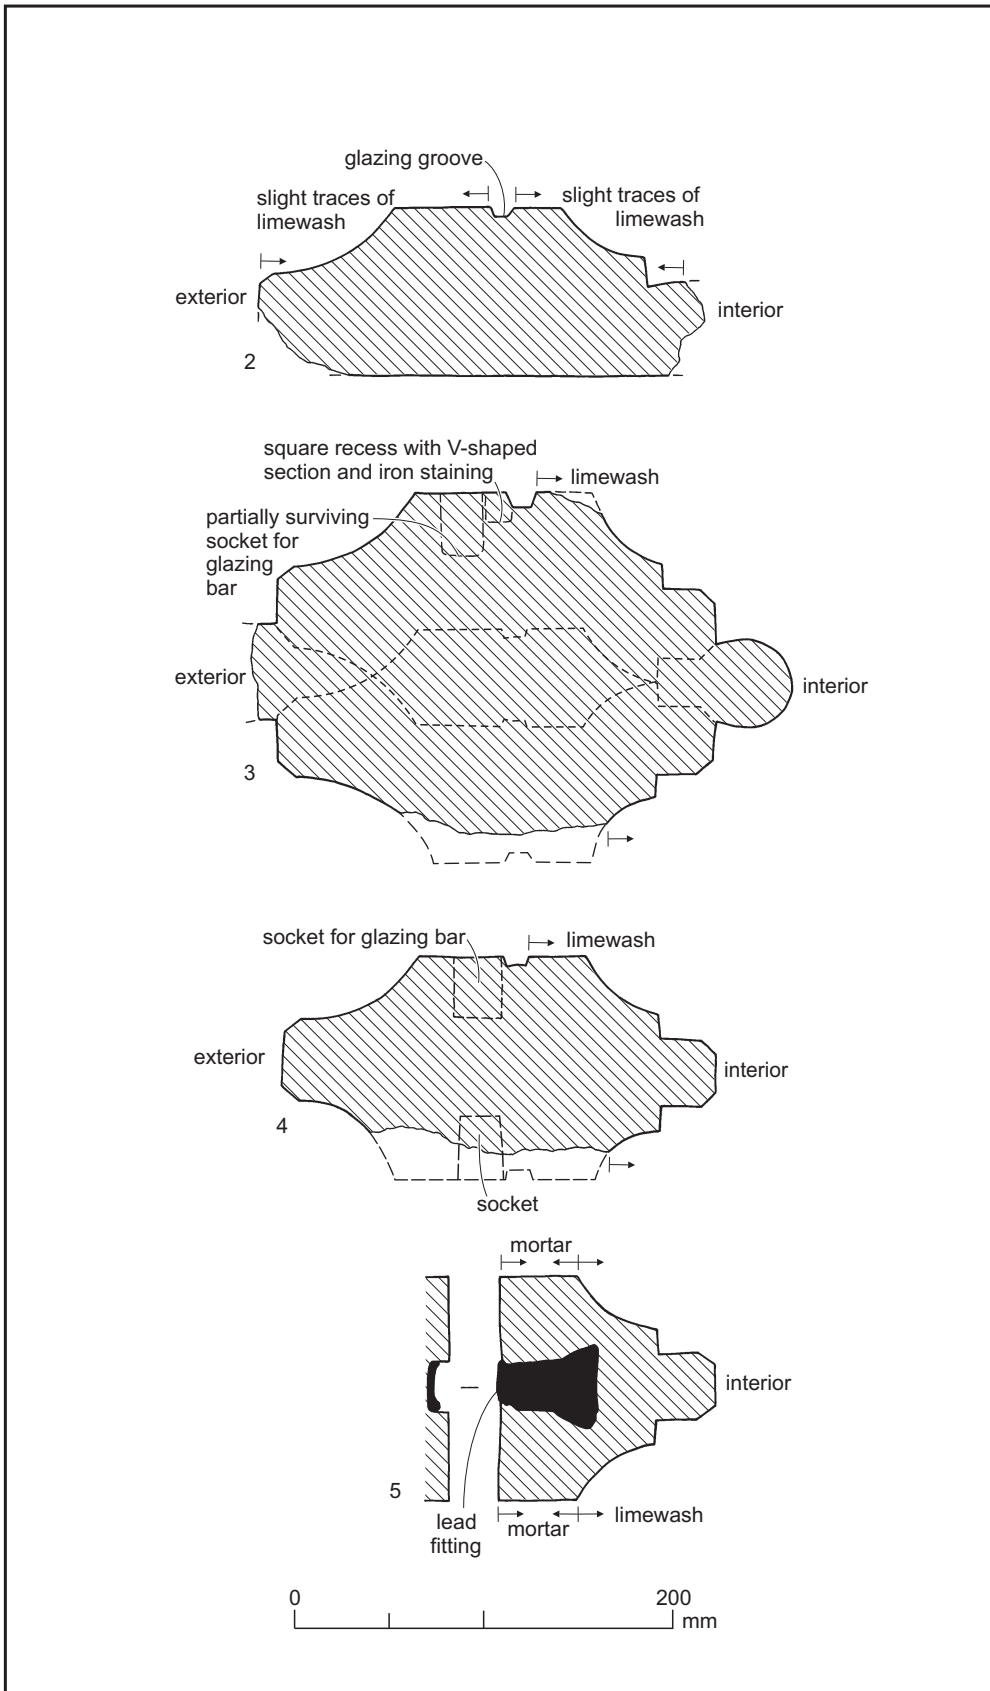 glazing groove
slight traces of
limewash
slight traces of
limewash
exterior
interior
2
square recess with V-shaped
section and iron staining
limewash
partially surviving
socket for
glazing
bar
exterior
interior
3
socket for glazing bar
limewash
exterior
interior
4
socket
mortar
interior
5
lead
fitting
mortar
limewash
0
200
mm